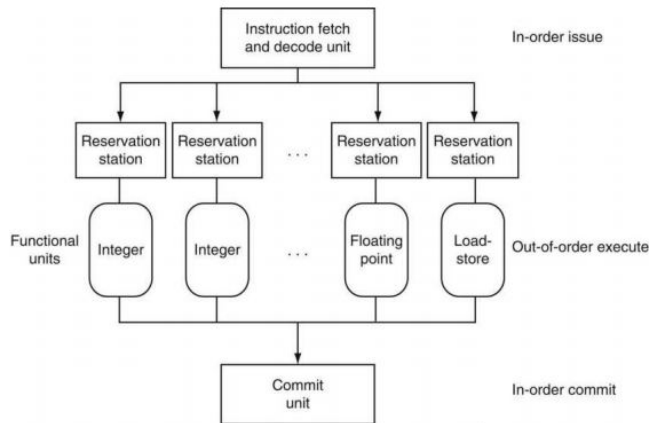 Instruction fetch
and decode unit
In-order issue
Reservation
station
Reservation
station
. . .
Reservation
station
Reservation
station
Functional
units
Integer
Integer
. . .
Floating
point
Load-
store
Out-of-order execute
Commit
unit
In-order commit